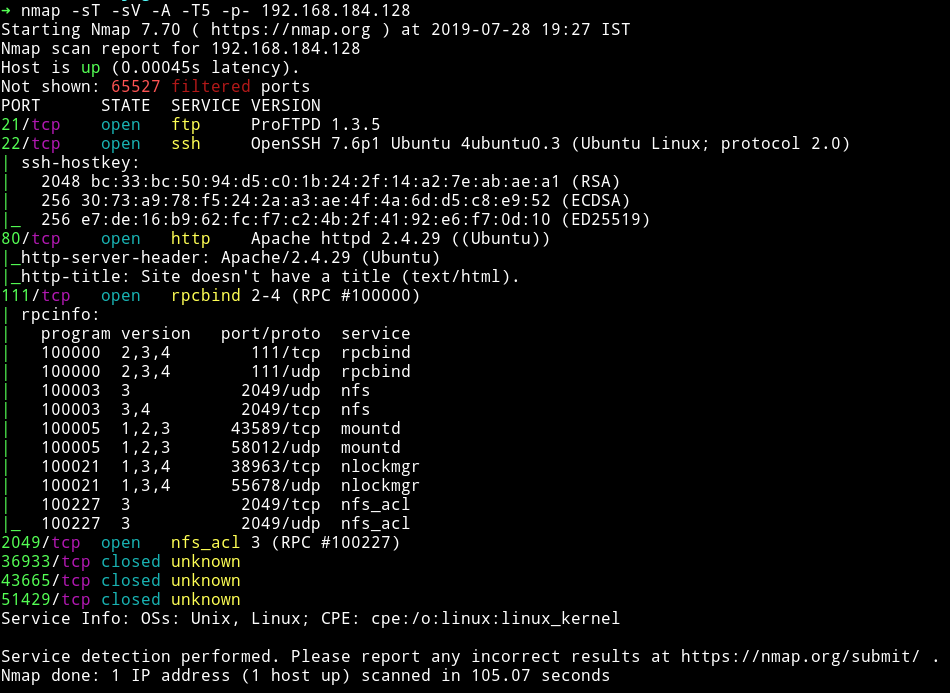 ➜ nmap -sT -sV -A -T5 -p- 192.168.184.128
Starting Nmap 7.70 ( https://nmap.org ) at 2019-07-28 19:27 IST
Nmap scan report for 192.168.184.128
Host is up (0.00045s latency).
Not shown: 65527 filtered ports
PORT      STATE  SERVICE VERSION
21/tcp    open   ftp     ProFTPD 1.3.5
22/tcp    open   ssh     OpenSSH 7.6p1 Ubuntu 4ubuntu0.3 (Ubuntu Linux; protocol 2.0)
| ssh-hostkey:
|   2048 bc:33:bc:50:94:d5:c0:1b:24:2f:14:a2:7e:ab:ae:a1 (RSA)
|   256 30:73:a9:78:f5:24:2a:a3:ae:4f:4a:6d:d5:c8:e9:52 (ECDSA)
|_  256 e7:de:16:b9:62:fc:f7:c2:4b:2f:41:92:e6:f7:0d:10 (ED25519)
80/tcp    open   http    Apache httpd 2.4.29 ((Ubuntu))
|_http-server-header: Apache/2.4.29 (Ubuntu)
|_http-title: Site doesn't have a title (text/html).
111/tcp   open   rpcbind 2-4 (RPC #100000)
| rpcinfo:
|   program version   port/proto  service
|   100000  2,3,4        111/tcp  rpcbind
|   100000  2,3,4        111/udp  rpcbind
|   100003  3           2049/udp  nfs
|   100003  3,4         2049/tcp  nfs
|   100005  1,2,3      43589/tcp  mountd
|   100005  1,2,3      58012/udp  mountd
|   100021  1,3,4      38963/tcp  nlockmgr
|   100021  1,3,4      55678/udp  nlockmgr
|   100227  3           2049/tcp  nfs_acl
|_  100227  3           2049/udp  nfs_acl
2049/tcp  open   nfs_acl 3 (RPC #100227)
36933/tcp closed unknown
43665/tcp closed unknown
51429/tcp closed unknown
Service Info: OSs: Unix, Linux; CPE: cpe:/o:linux:linux_kernel
Service detection performed. Please report any incorrect results at https://nmap.org/submit/ .
Nmap done: 1 IP address (1 host up) scanned in 105.07 seconds